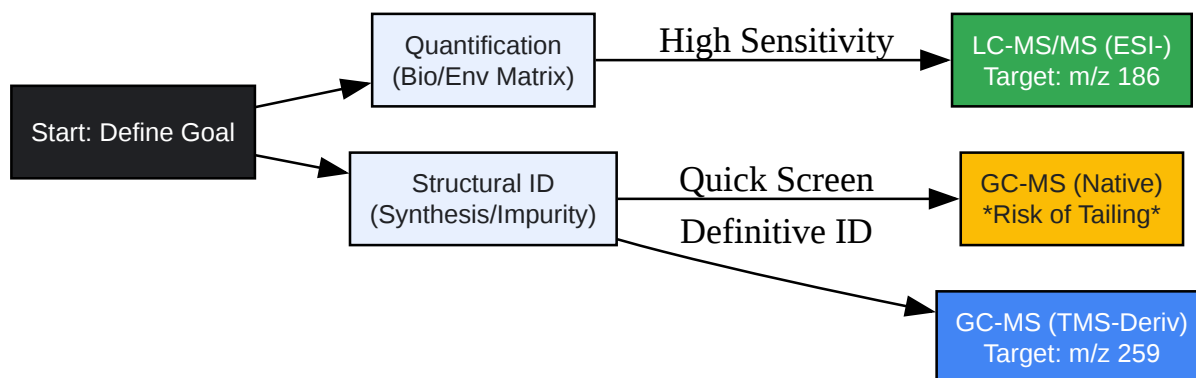 Start: Define Goal
Quantification
(Bio/Env Matrix)
High Sensitivity
LC-MS/MS (ESI-)
Target: m/z 186
Structural ID
(Synthesis/Impurity)
Quick Screen
GC-MS (Native)
*Risk of Tailing*
Definitive ID
GC-MS (TMS-Deriv)
Target: m/z 259